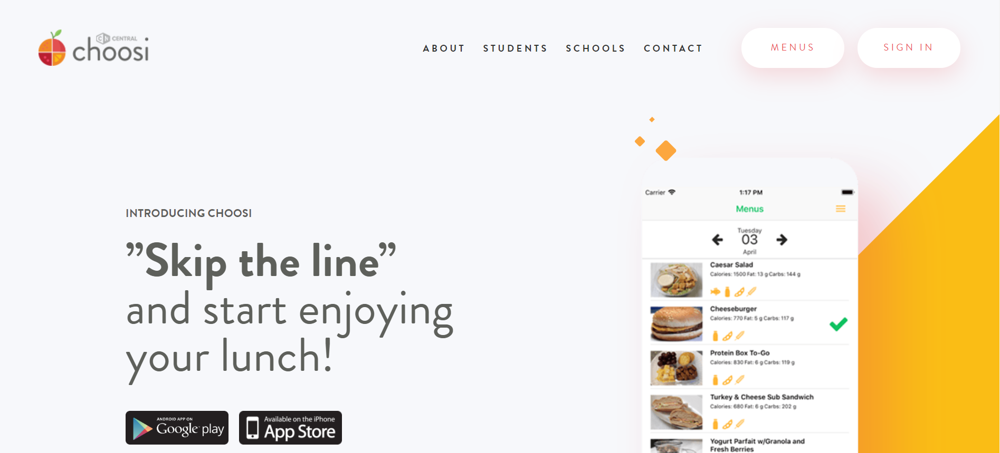 CN CENTRAL
choosi
ABOUT STUDENTS SCHOOLS CONTACT MENUS SIGN IN
INTRODUCING CHOOSI
”Skip the line”
and start enjoying
your lunch!
ANDROID APP ON
Google play
Available on the iPhone
App Store
Carrier 1:17 PM
Menus
Tuesday
03
April
Caesar Salad
Calories: 1500 Fat: 13 g Carbs: 144 g
Cheeseburger
Calories: 770 Fat: 5 g Carbs: 117 g
Protein Box To-Go
Calories: 830 Fat: 6 g Carbs: 119 g
Turkey & Cheese Sub Sandwich
Calories: 680 Fat: 6 g Carbs: 202 g
Yogurt Parfait w/Granola and
Fresh Berries